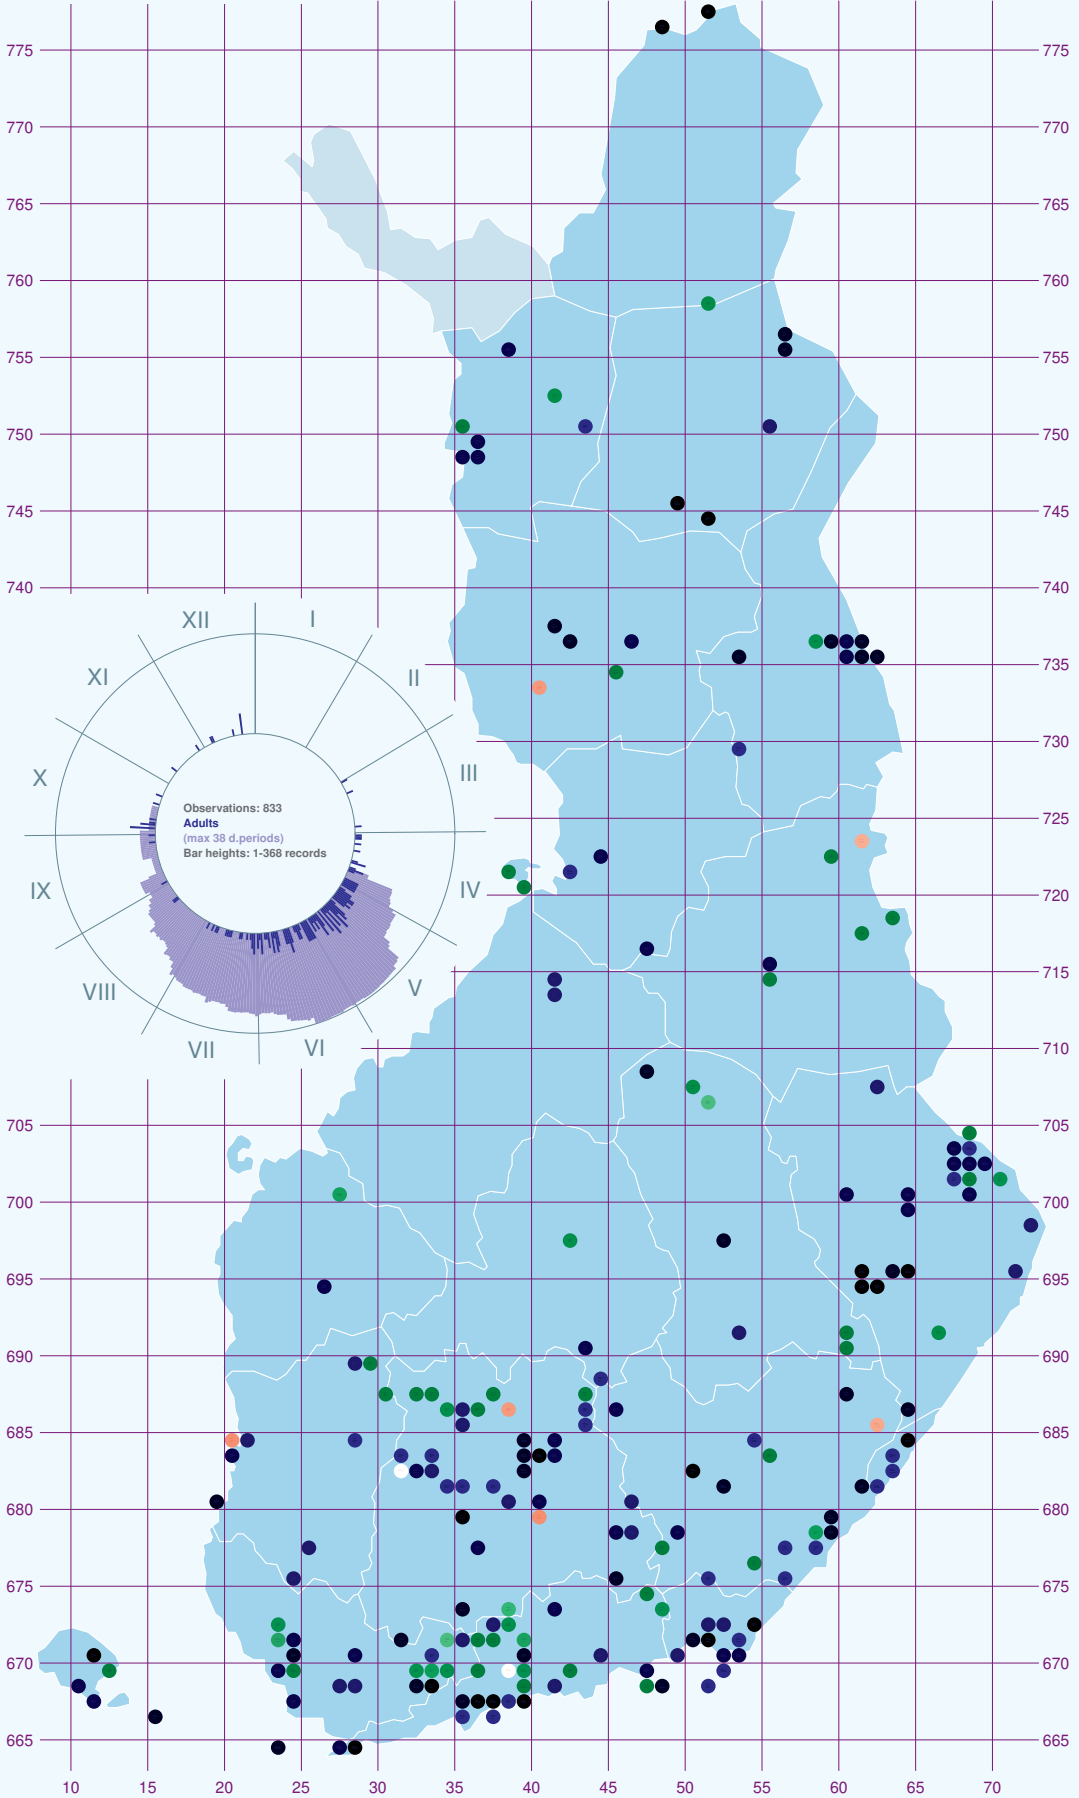 775 775
770 770
765 765
760 760
755 755
750 750
745 745
740 740
735
730
725
720
715
710
XII I
XI II
X III
Observations: 833
Adults
(max 38 d.periods)
Bar heights: 1-368 records
IX IV
VIII V
VII VI
735
730
725
720
715
710
705 705
700 700
695 695
690 690
685 685
680 680
675 675
670 670
665 665
10 15 20 25 30 35 40 45 50 55 60 65 70